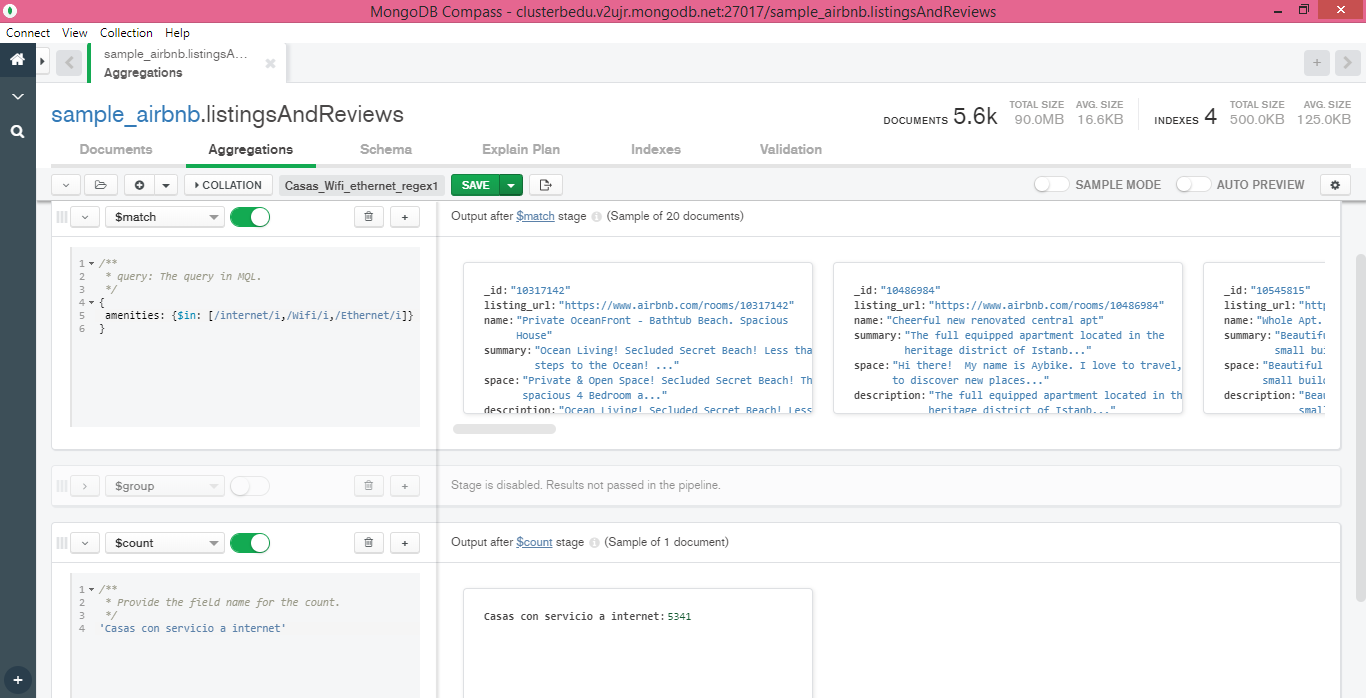 MongoDB Compass - clusterbedu.v2ujr.mongodb.net:27017/sample_airbnb.listingsAndReviews
Connect View Collection Help
sample_airbnb.listingsA...
Aggregations
sample_airbnb.listingsAndReviews
DOCUMENTS 5.6k TOTAL SIZE 90.0MB AVG. SIZE 16.6KB INDEXES 4 TOTAL SIZE 500.0KB AVG. SIZE 125.0KB
Documents Aggregations Schema Explain Plan Indexes Validation
COLLATION Casas_Wifi_ethernet_regex1 SAVE SAMPLE MODE AUTO PREVIEW
$match
Output after $match stage (Sample of 20 documents)
1 /**
2 * query: The query in MQL.
3 */
4 {
5 amenities: {$in: [/internet/i,/Wifi/i,/Ethernet/i]}
6 }
_id:"10317142"
listing_url:"https://www.airbnb.com/rooms/10317142"
name:"Private OceanFront - Bathtub Beach. Spacious
House"
summary:"Ocean Living! Secluded Secret Beach! Less tha
steps to the Ocean! ..."
space:"Private & Open Space! Secluded Secret Beach! Th
spacious 4 Bedroom a..."
description:"Ocean Living! Secluded Secret Beach! Less
_id:"10486984"
listing_url:"https://www.airbnb.com/rooms/10486984"
name:"Cheerful new renovated central apt"
summary:"The full equipped apartment located in the
heritage district of Istanb..."
space:"Hi there!  My name is Aybike. I love to travel,
to discover new places..."
description:"The full equipped apartment located in th
heritage district of Istanb..."
_id:"10545815"
listing_url:"http
name:"Whole Apt.
summary:"Beautifu
small bui
space:"Beautiful
small build
description:"Beau
smal
$group
Stage is disabled. Results not passed in the pipeline.
$count
Output after $count stage (Sample of 1 document)
1 /**
2 * Provide the field name for the count.
3 */
4 'Casas con servicio a internet'
Casas con servicio a internet:5341